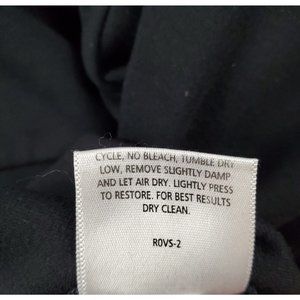 CYCLE, NO BLEACH, TUMBLE DRY
LOW, REMOVE SLIGHTLY DAMP
AND LET AIR DRY. LIGHTLY PRESS
TO RESTORE. FOR BEST RESULTS
DRY CLEAN.
R0VS-2